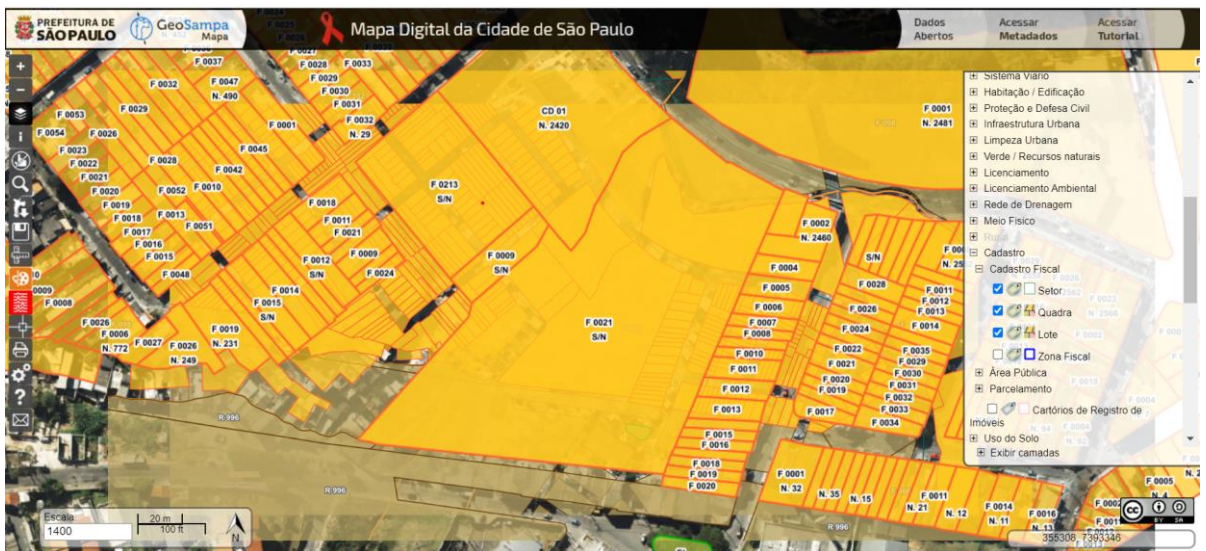 PREFEITURA DE
SÃO PAULO
GeoSampa
Mapa
Mapa Digital da Cidade de São Paulo
Dados
Abertos
Acessar
Metadados
Acessar
Tutorial
Sistema Viário
Habitação / Edificação
Proteção e Defesa Civil
Infraestrutura Urbana
Limpeza Urbana
Verde / Recursos naturais
Licenciamento
Licenciamento Ambiental
Rede de Drenagem
Meio Físico
Cadastro
Cadastro Fiscal
Setor
Quadra
Lote
Zona Fiscal
Área Pública
Parcelamento
Cartórios de Registro de
Imóveis
Uso do Solo
Exibir camadas
F 0037
F 0032
F 0047
N. 490
F 0053
F 0029
F 0054
F 0026
F 0001
F 0023
F 0022
F 0021
F 0020
F 0019
F 0018
F 0017
F 0016
F 0015
F 0028
F 0045
F 0042
F 0052
F 0010
F 0013
F 0051
F 0048
F 0027
F 0028
F 0033
F 0029
F 0030
F 0031
F 0032
N. 29
CD 01
N. 2420
F 0001
N. 2481
F 0213
S/N
F 0018
F 0011
F 0021
F 0012
S/N
F 0009
F 0024
F 0014
F 0015
S/N
F 0009
S/N
F 0021
S/N
0009
F 0008
F 0026
F 0006
N. 772
F 0027
F 0026
N. 249
F 0019
N. 231
F 0002
N. 2460
F 0004
F 0005
F 0006
F 0007
F 0008
F 0010
F 0011
F 0012
F 0013
F 0015
F 0016
F 0018
F 0019
F 0020
S/N
F 0028
F 0026
F 0024
F 0022
F 0021
F 0020
F 0019
F 0017
F 0011
F 0012
F 0013
F 0014
F 0035
F 0029
F 0030
F 0031
F 0032
F 0033
F 0034
F 0001
N. 32
N. 35
N. 15
F 0011
N. 21
N. 12
F 0014
N. 11
F 0016
N. 13
F 0005
N. 4
F 0002
R 996
R 996
R 996
Escala
1400
20 m
100 ft
N
355308, 7393346
cc
BY SA